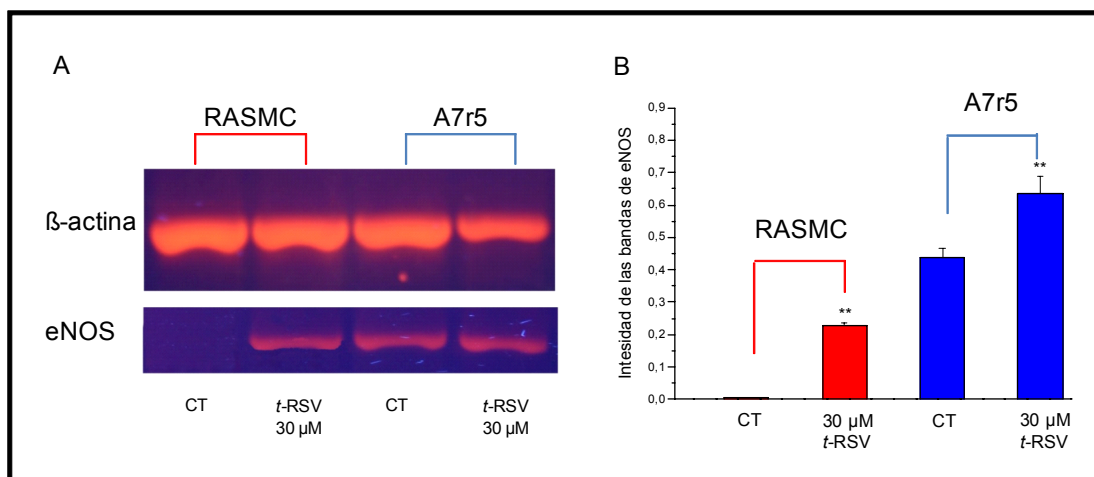 A
RASMC
A7r5
ß-actina
eNOS
CT
t-RSV
30 µM
CT
t-RSV
30 µM
B
Intesidad de las bandas de eNOS
0,9
0,8
0,7
0,6
0,5
0,4
0,3
0,2
0,1
0,0
A7r5
**
RASMC
**
CT
30 µM
t-RSV
CT
30 µM
t-RSV